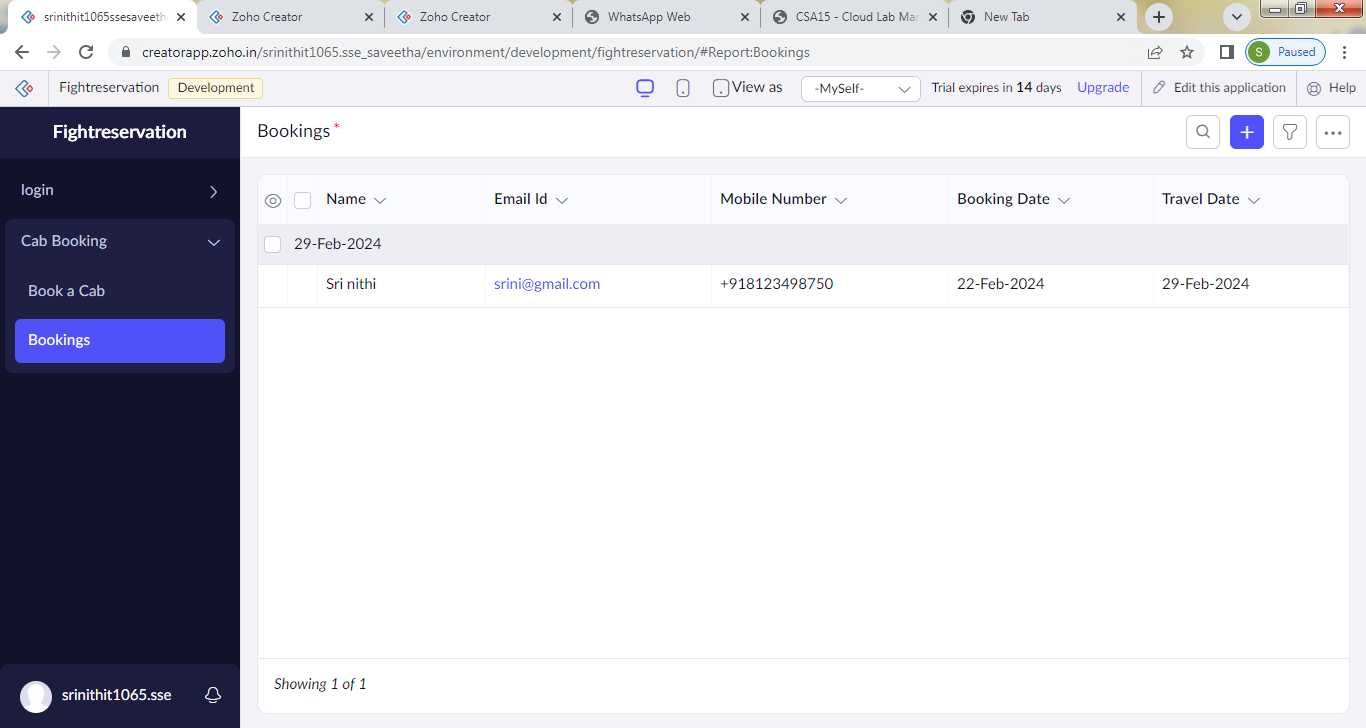 srinithit1065ssesaveeth
Zoho Creator
Zoho Creator
WhatsApp Web
CSA15 - Cloud Lab Mar
New Tab
creatorapp.zoho.in/srinithit1065.sse_saveetha/environment/development/fightreservation/#Report:Bookings
S Paused
Fightreservation Development View as -MySelf- Trial expires in 14 days Upgrade Edit this application Help
Fightreservation
login
Cab Booking
Book a Cab
Bookings
srinithit1065.sse
Bookings *
Name Email Id Mobile Number Booking Date Travel Date
29-Feb-2024
Sri nithi srini@gmail.com +918123498750 22-Feb-2024 29-Feb-2024
Showing 1 of 1